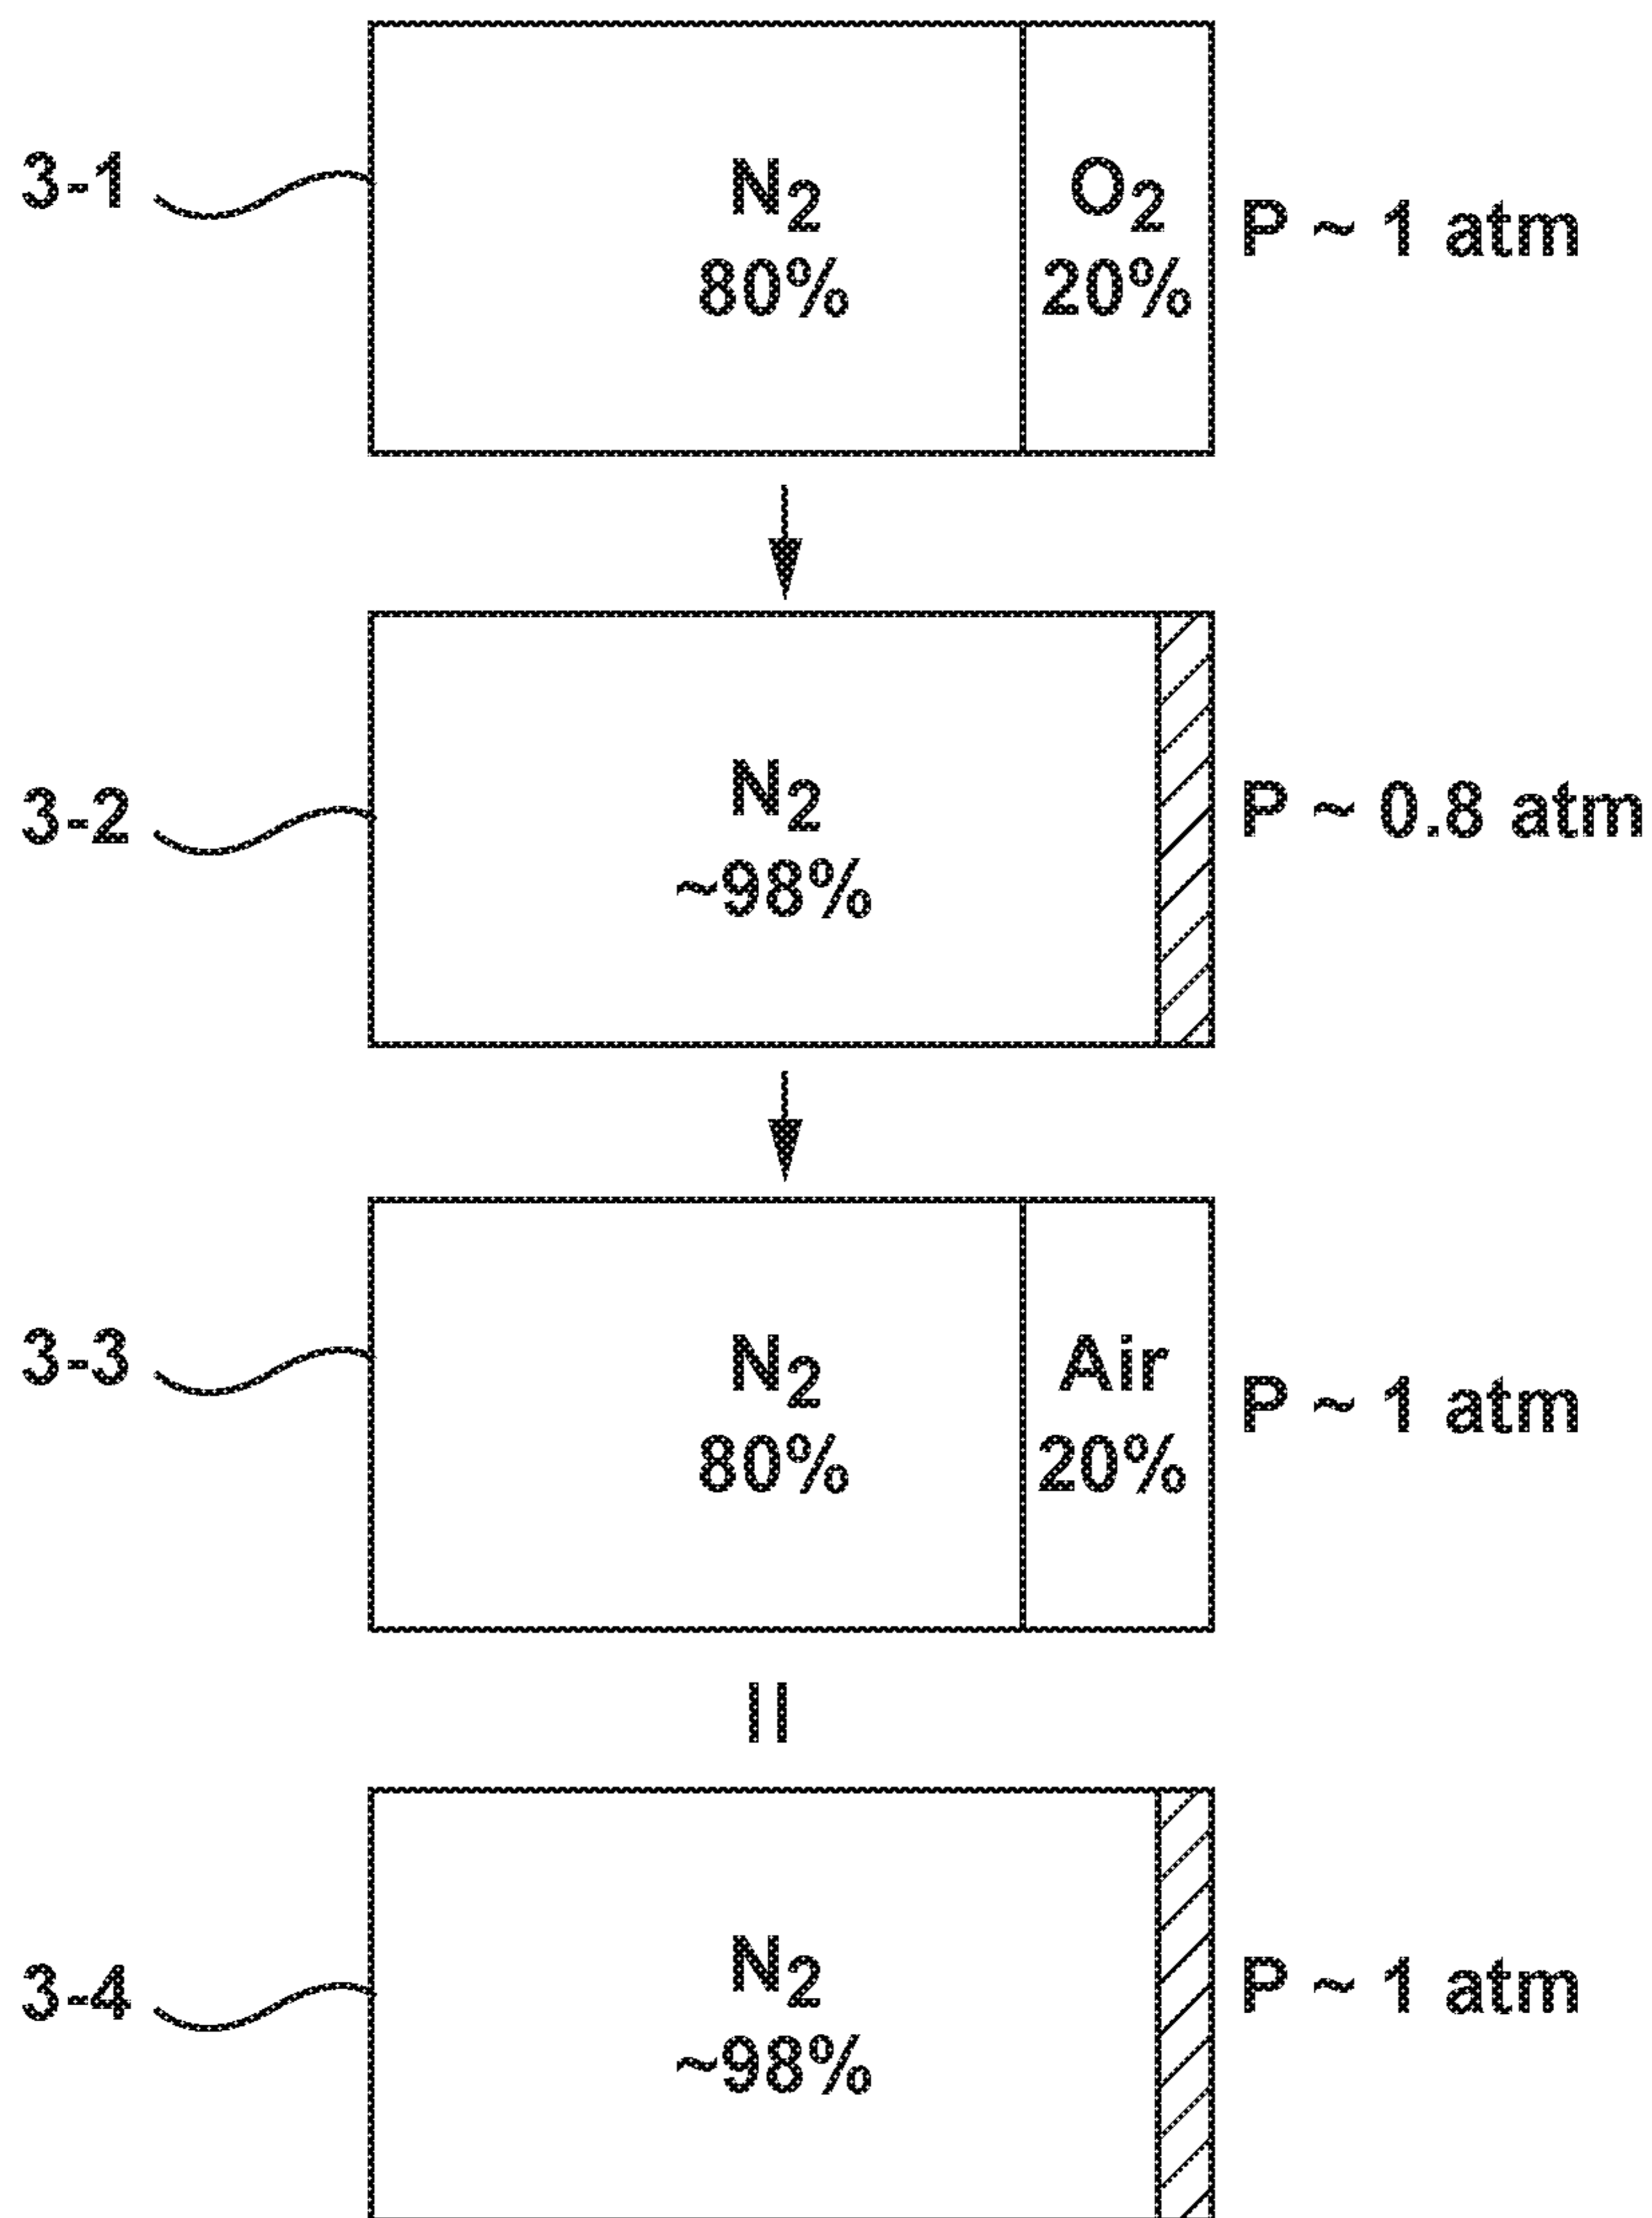 3-1
N₂
80%
O₂
20%
P ~ 1 atm
3-2
N₂
~98%
P ~ 0.8 atm
3-3
N₂
80%
Air
20%
P ~ 1 atm
=
3-4
N₂
~98%
P ~ 1 atm